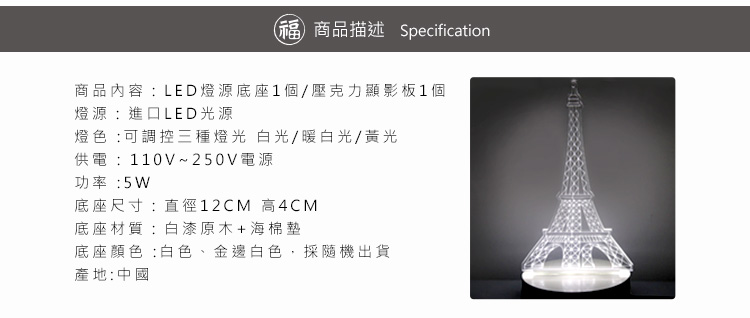 福 商品描述 Specification
商品內容：LED燈源底座1個/壓克力顯影板1個
燈源：進口LED光源
燈色:可調控三種燈光 白光/暖白光/黃光
供電：110V~250V電源
功率:5W
底座尺寸：直徑12CM 高4CM
底座材質：白漆原木+海棉墊
底座顏色:白色、金邊白色，採隨機出貨
產地:中國